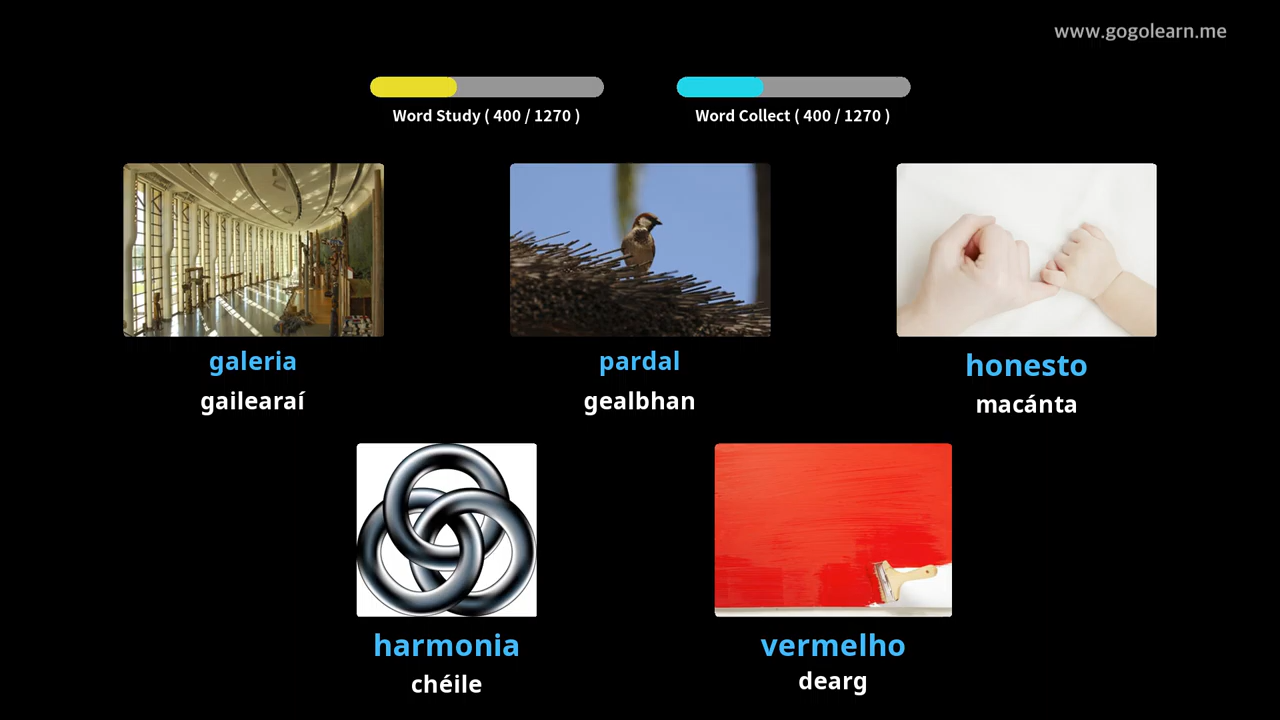 www.gogolearn.me
Word Study ( 400 / 1270 )
Word Collect ( 400 / 1270 )
galeria
gailearaí
pardal
gealbhan
honesto
macánta
harmonia
chéile
vermelho
dearg